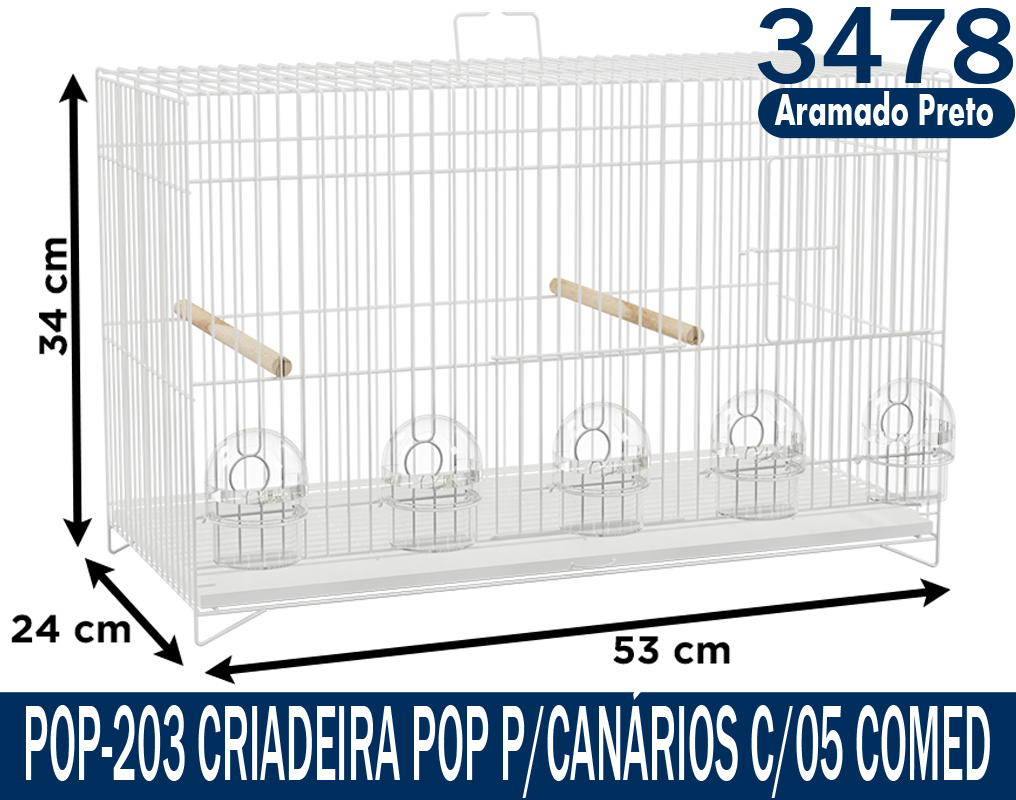 3478
Aramado Preto
34 cm
24 cm
53 cm
POP-203 CRIADEIRA POP P/CANÁRIOS C/05 COMED